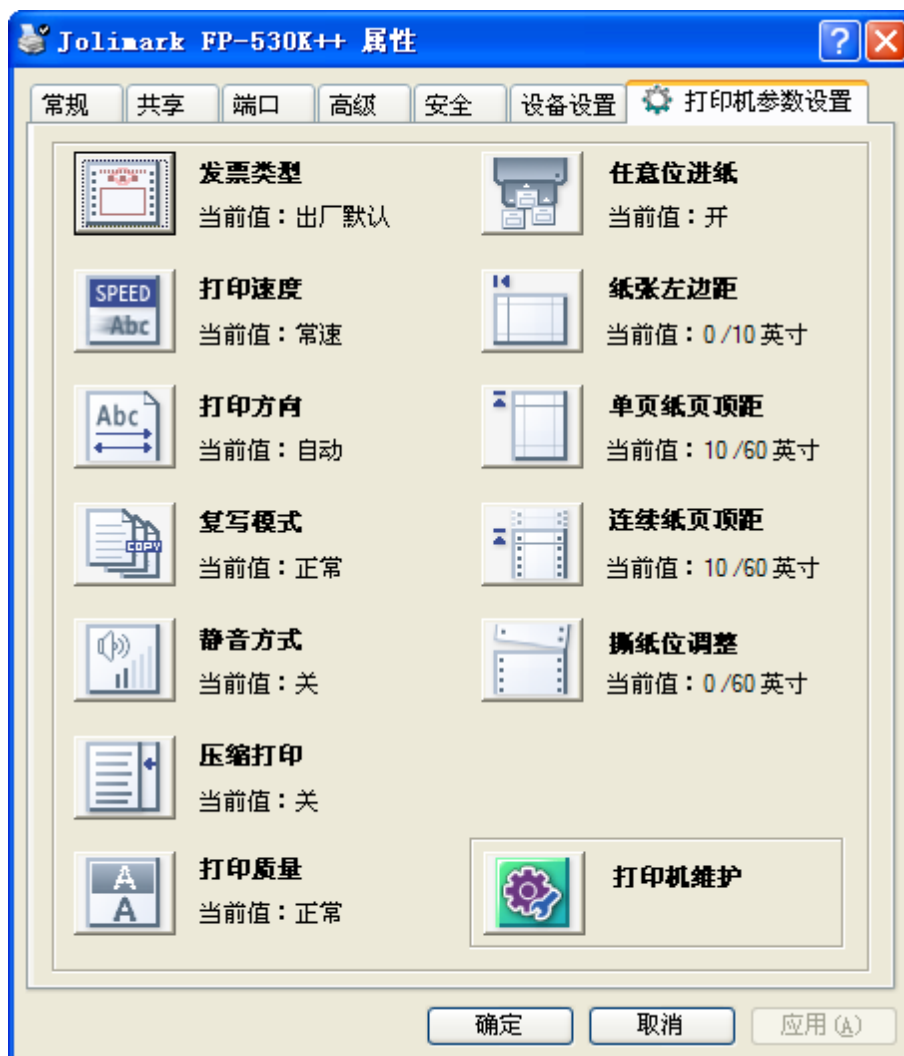 Jolimark FP-530K++ 属性
常规 共享 端口 高级 安全 设备设置 打印机参数设置
发票类型
当前值：出厂默认
任意位进纸
当前值：开
SPEED
Abc
打印速度
当前值：常速
纸张左边距
当前值：0 /10 英寸
Abc
打印方向
当前值：自动
单页纸页顶距
当前值：10 /60 英寸
COPY
复写模式
当前值：正常
连续纸页顶距
当前值：10 /60 英寸
静音方式
当前值：关
撕纸位调整
当前值：0 /60 英寸
压缩打印
当前值：关
A
A
打印质量
当前值：正常
打印机维护
确定 取消 应用(A)